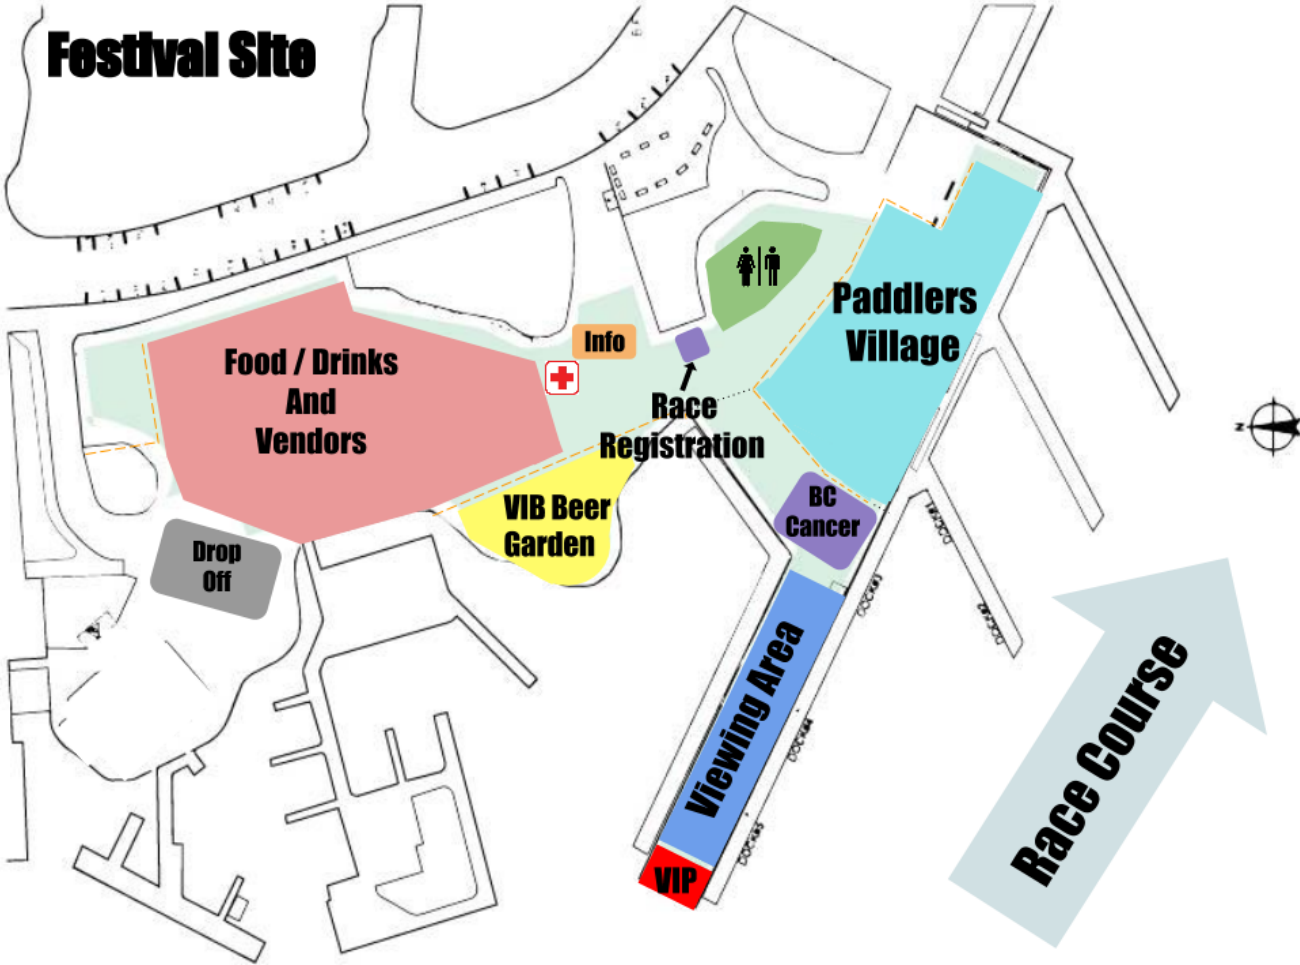 Festival Site
Paddlers
Village
Info
Food / Drinks
And
Vendors
Race
Registration
VIB Beer
Garden
BC
Cancer
Drop
Off
N
Viewing Area
VIP
Race Course